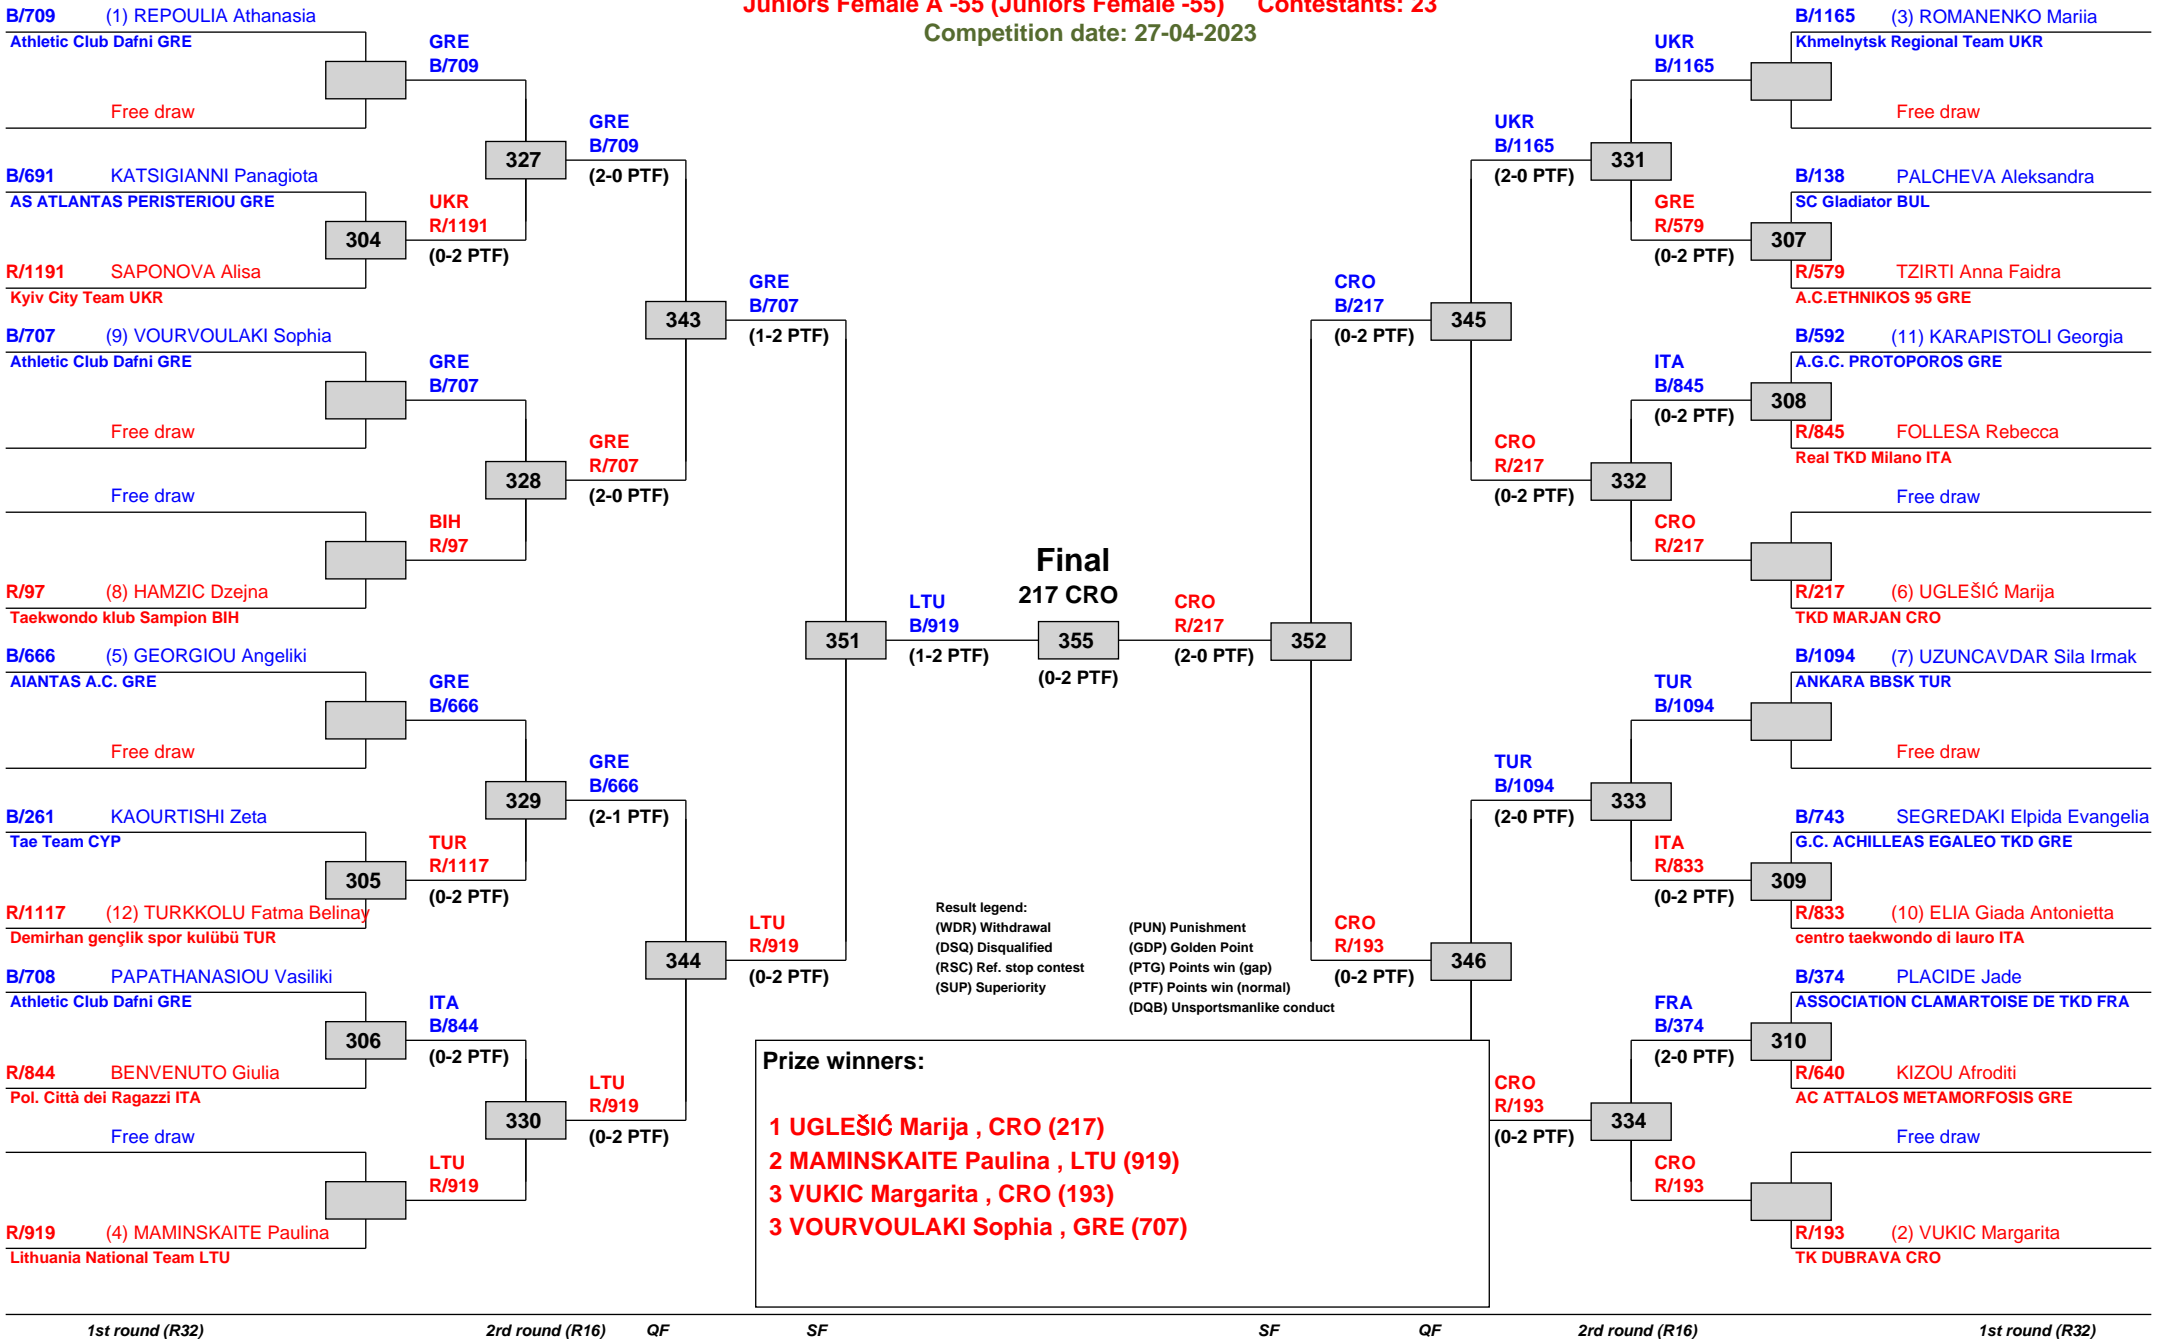 Juniors Female A -55 (Juniors Female -55) Contestants: 23
Competition date: 27-04-2023
B/709 (1) REPOULIA Athanasia
Athletic Club Dafni GRE
Free draw
B/691 KATSIGIANNI Panagiota
AS ATLANTAS PERISTERIOU GRE
304
R/1191 SAPONOVA Alisa
Kyiv City Team UKR
B/707 (9) VOURVOULAKI Sophia
Athletic Club Dafni GRE
Free draw
Free draw
R/97 (8) HAMZIC Dzejna
Taekwondo klub Sampion BIH
B/666 (5) GEORGIOU Angeliki
AIANTAS A.C. GRE
Free draw
B/261 KAOURTISHI Zeta
Tae Team CYP
305
R/1117 (12) TURKKOLU Fatma Belinay
Demirhan gençlik spor kulübü TUR
B/708 PAPATHANASIOU Vasiliki
Athletic Club Dafni GRE
306
R/844 BENVENUTO Giulia
Pol. Città dei Ragazzi ITA
Free draw
R/919 (4) MAMINSKAITE Paulina
Lithuania National Team LTU
GRE
B/709
327
UKR
R/1191
(0-2 PTF)
GRE
B/707
328
BIH
R/97
GRE
B/666
329
TUR
R/1117
(0-2 PTF)
ITA
B/844
(0-2 PTF)
330
LTU
R/919
GRE
B/709
(2-0 PTF)
343
GRE
R/707
(2-0 PTF)
GRE
B/666
(2-1 PTF)
344
LTU
R/919
(0-2 PTF)
GRE
B/707
(1-2 PTF)
351
LTU
R/919
(0-2 PTF)
LTU
B/919
(1-2 PTF)
Final
217 CRO
355
(0-2 PTF)
CRO
R/217
(2-0 PTF)
352
CRO
B/217
(0-2 PTF)
345
CRO
R/193
(0-2 PTF)
346
UKR
B/1165
(2-0 PTF)
331
CRO
R/217
(0-2 PTF)
332
TUR
B/1094
(2-0 PTF)
333
CRO
R/193
(0-2 PTF)
334
UKR
B/1165
GRE
R/579
(0-2 PTF)
ITA
B/845
(0-2 PTF)
CRO
R/217
TUR
B/1094
ITA
R/833
(0-2 PTF)
FRA
B/374
(2-0 PTF)
CRO
R/193
B/1165 (3) ROMANENKO Mariia
Khmelnytsk Regional Team UKR
Free draw
B/138 PALCHEVA Aleksandra
SC Gladiator BUL
307
R/579 TZIRTI Anna Faidra
A.C.ETHNIKOS 95 GRE
B/592 (11) KARAPISTOLI Georgia
A.G.C. PROTOPOROS GRE
308
R/845 FOLLESA Rebecca
Real TKD Milano ITA
Free draw
R/217 (6) UGLEŠIĆ Marija
TKD MARJAN CRO
B/1094 (7) UZUNCAVDAR Sila Irmak
ANKARA BBSK TUR
Free draw
B/743 SEGREDAKI Elpida Evangelia
G.C. ACHILLEAS EGALEO TKD GRE
309
R/833 (10) ELIA Giada Antonietta
centro taekwondo di lauro ITA
B/374 PLACIDE Jade
ASSOCIATION CLAMARTOISE DE TKD FRA
310
R/640 KIZOU Afroditi
AC ATTALOS METAMORFOSIS GRE
Free draw
R/193 (2) VUKIC Margarita
TK DUBRAVA CRO
Result legend:
(WDR) Withdrawal (PUN) Punishment
(DSQ) Disqualified (GDP) Golden Point
(RSC) Ref. stop contest (PTG) Points win (gap)
(SUP) Superiority (PTF) Points win (normal)
(DQB) Unsportsmanlike conduct
Prize winners:
1 UGLEŠIĆ Marija , CRO (217)
2 MAMINSKAITE Paulina , LTU (919)
3 VUKIC Margarita , CRO (193)
3 VOURVOULAKI Sophia , GRE (707)
1st round (R32) 2rd round (R16) QF SF SF QF 2rd round (R16) 1st round (R32)